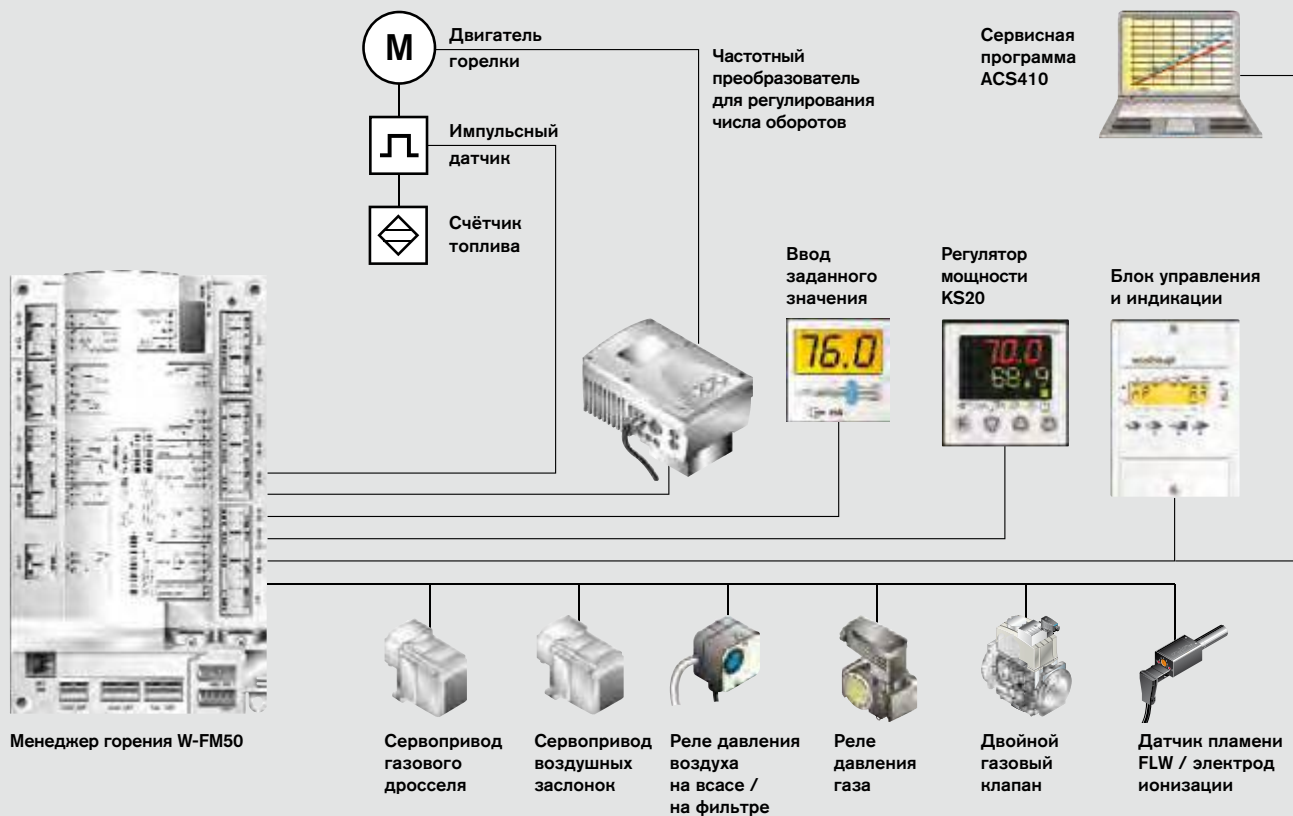 M
Двигатель
горелки
Частотный
преобразователь
для регулирования
числа оборотов
Сервисная
программа
ACS410
Импульсный
датчик
Счётчик
топлива
Ввод
заданного
значения
Регулятор
мощности
KS20
Блок управления
и индикации
76.0
70.0
68.9
Менеджер горения W-FM50
Сервопривод
газового
дросселя
Сервопривод
воздушных
заслонок
Реле давления
воздуха
на всасе /
на фильтре
Реле
давления
газа
Двойной
газовый
клапан
Датчик пламени
FLW / электрод
ионизации